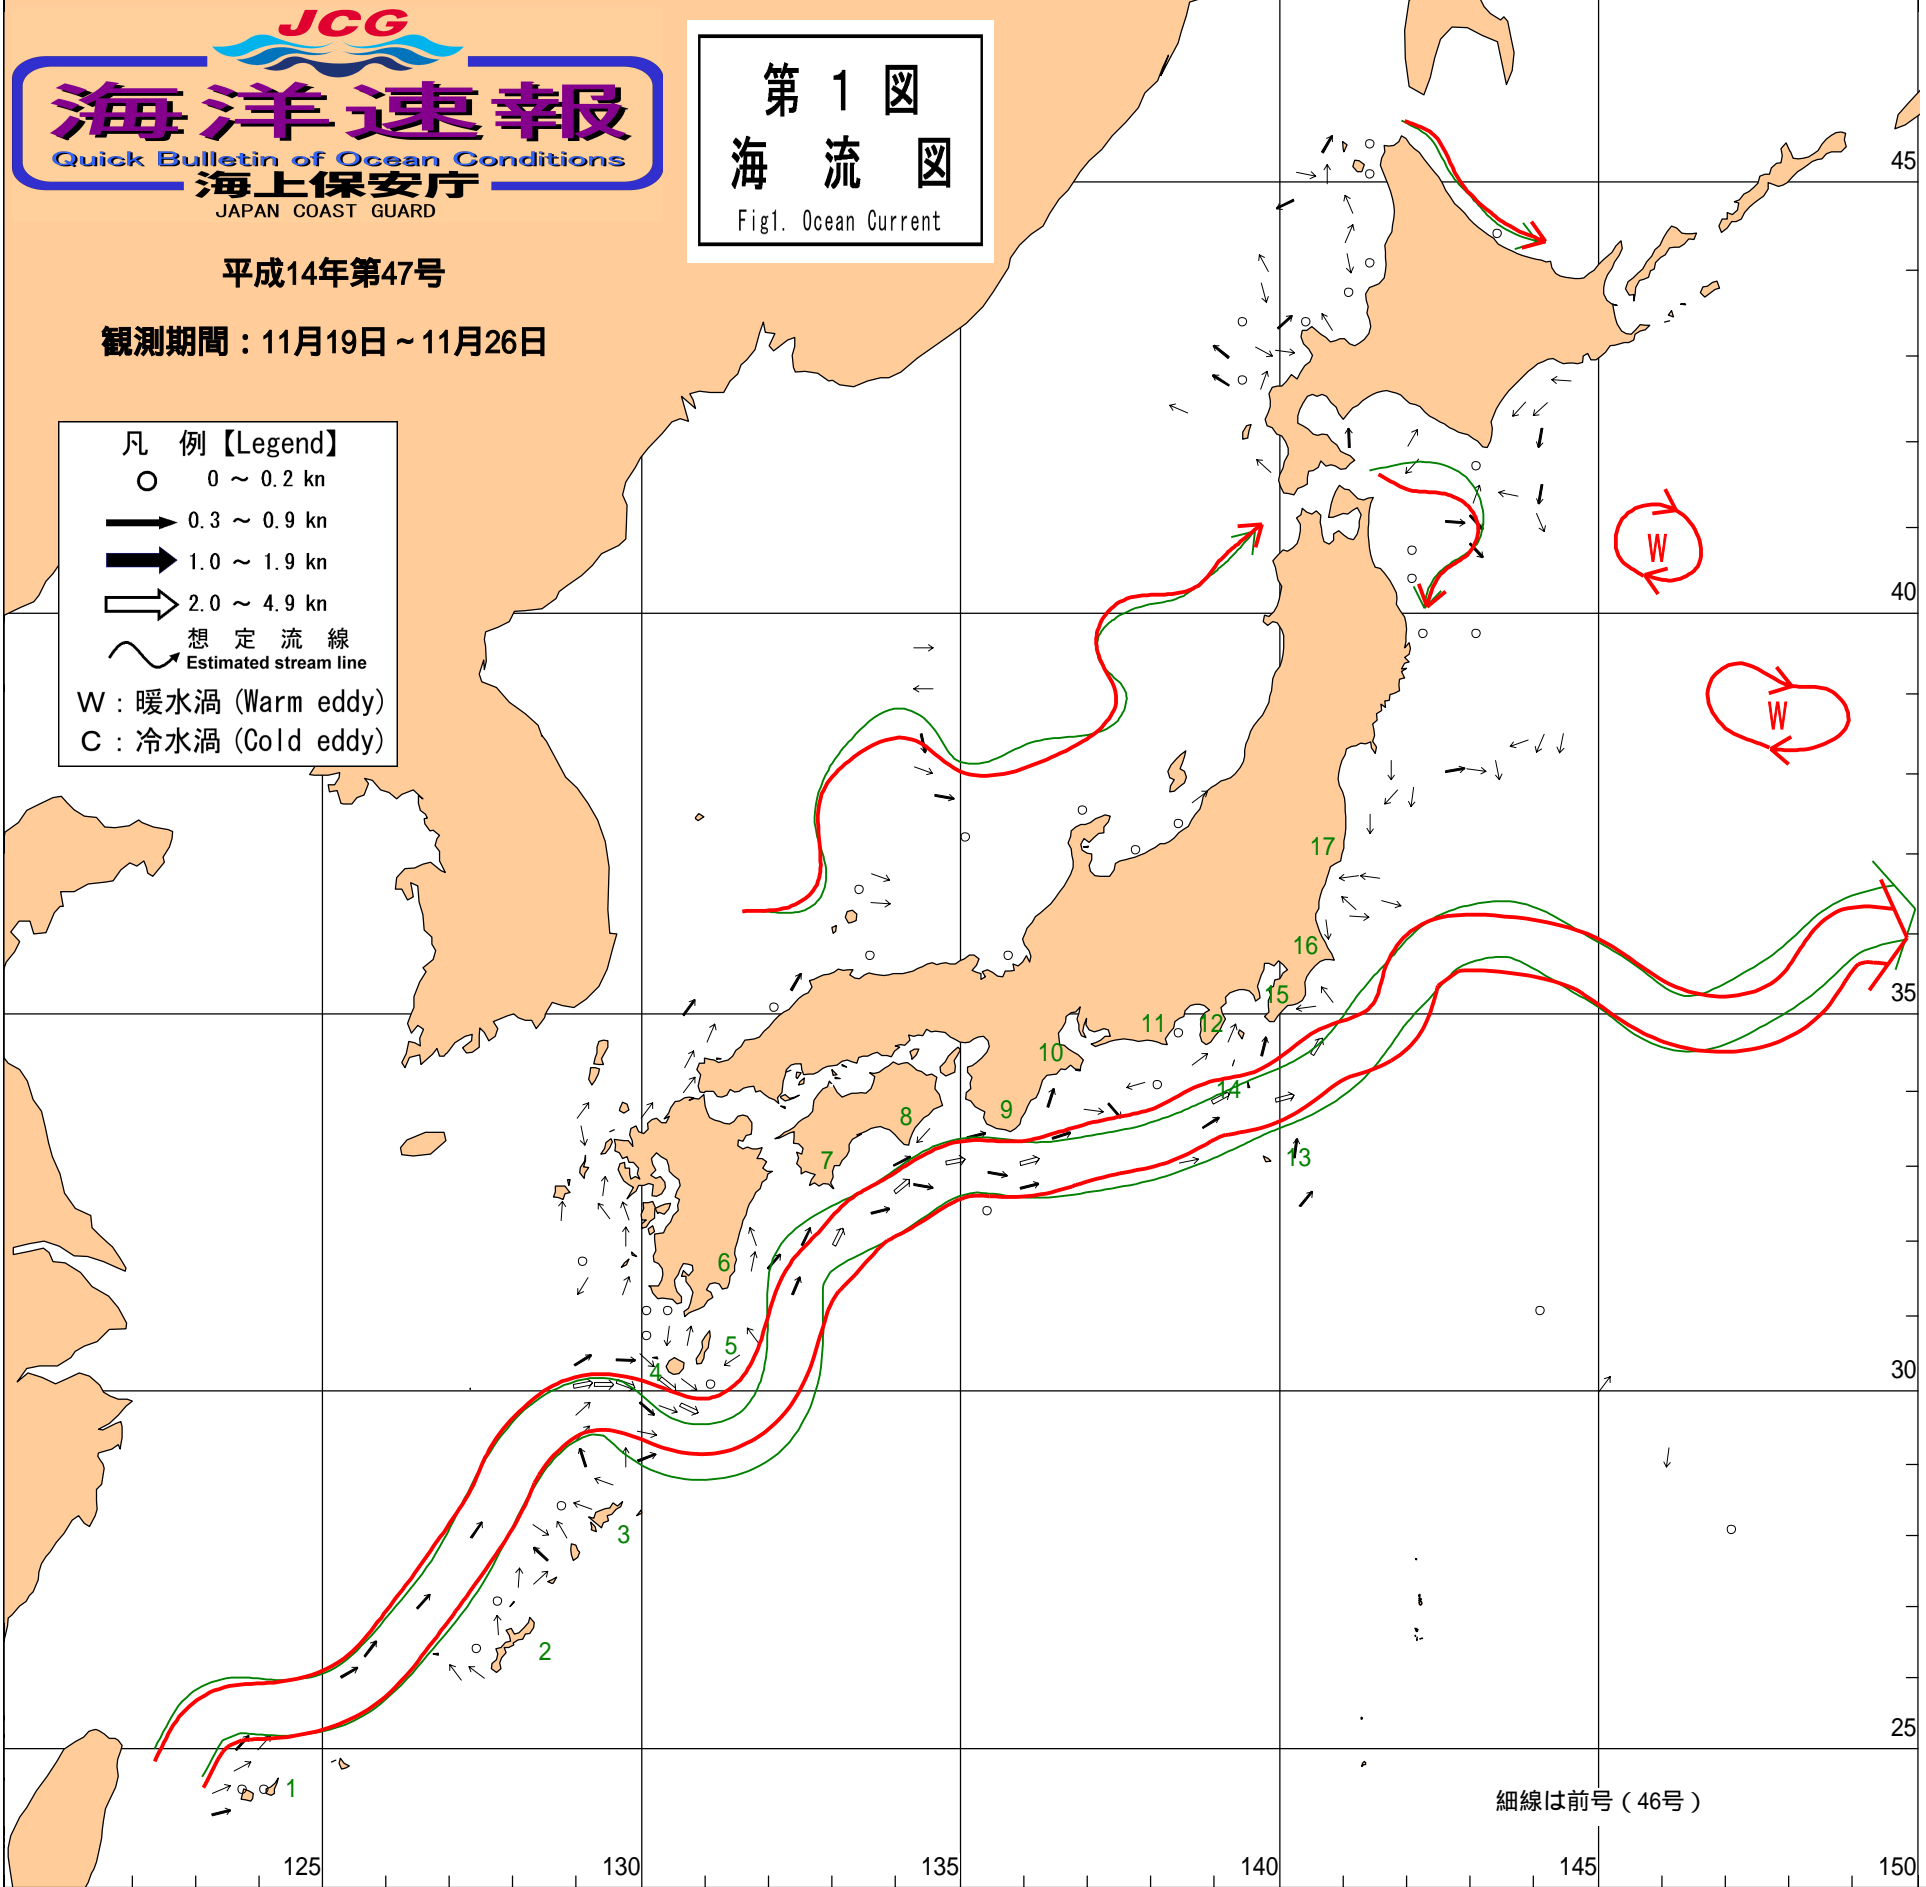 JCG
海洋速報
Quick Bulletin of Ocean Conditions
海上保安庁
JAPAN COAST GUARD
平成14年第47号
観測期間：11月19日～11月26日
第 1 図
海 流 図
Fig1. Ocean Current
凡 例【Legend】
0 ～ 0.2 kn
0.3 ～ 0.9 kn
1.0 ～ 1.9 kn
2.0 ～ 4.9 kn
想 定 流 線
Estimated stream line
W：暖水渦 (Warm eddy)
C：冷水渦 (Cold eddy)
45
40
35
30
25
W
W
17
16
15
11
12
10
14
9
8
7
13
6
5
4
3
2
1
細線は前号（46号）
125
130
135
140
145
150